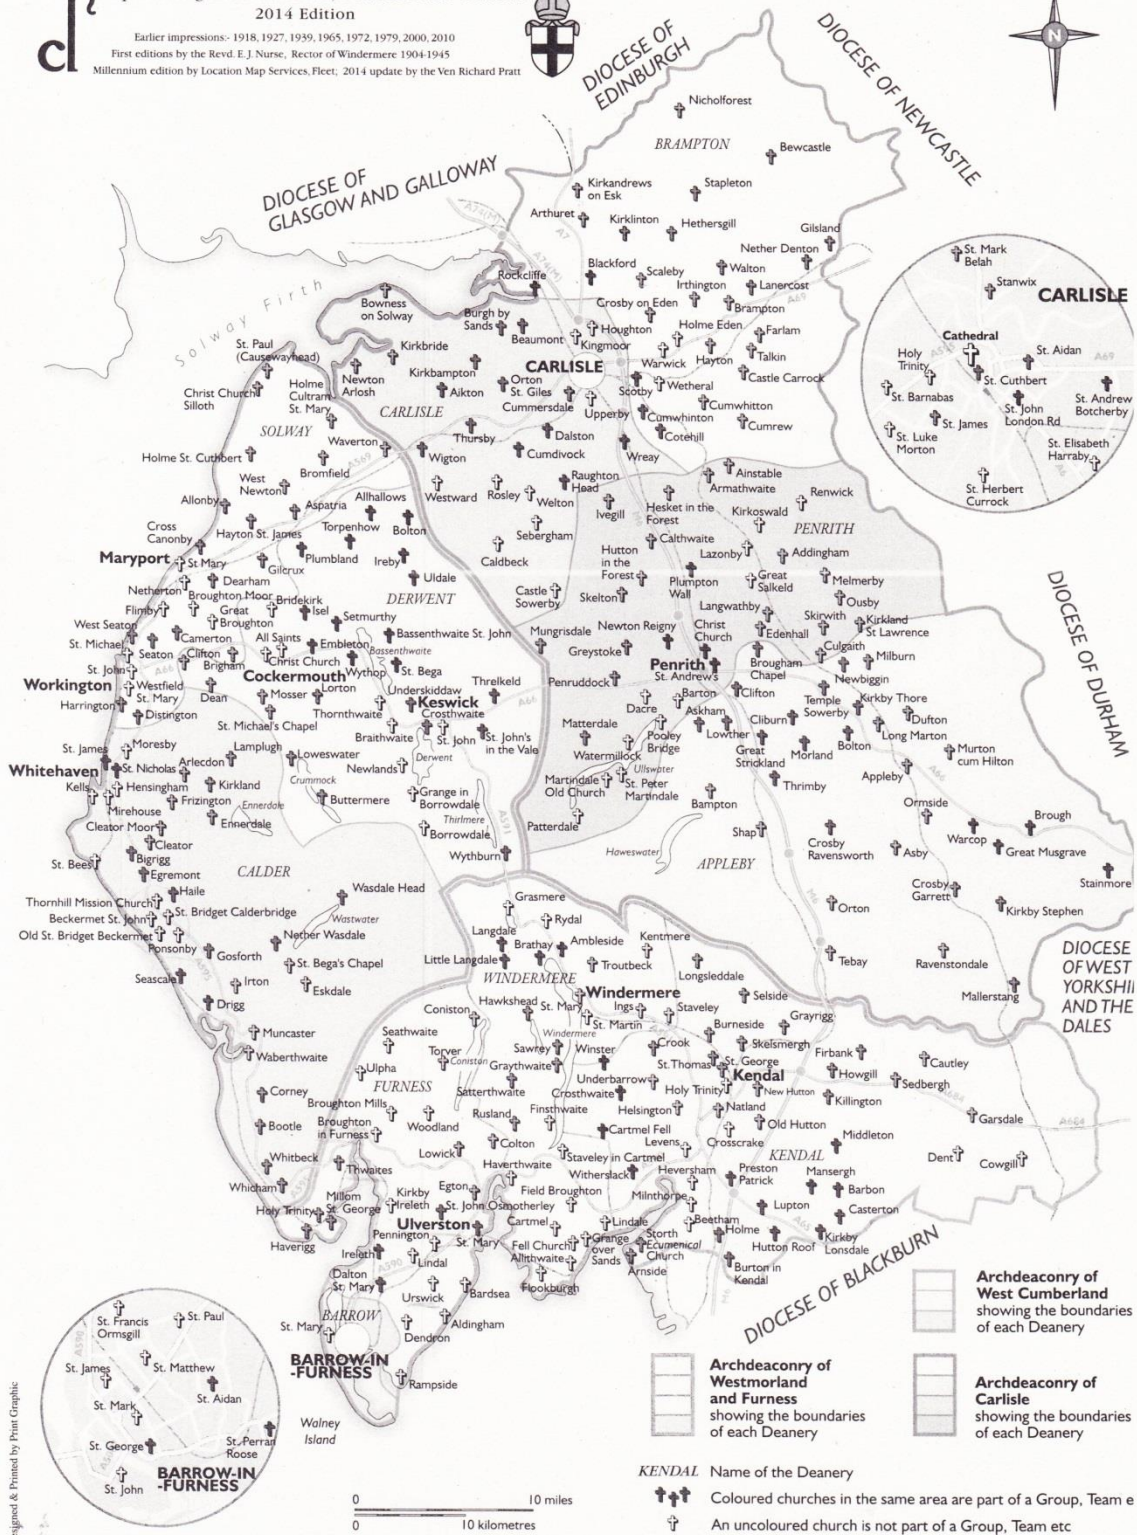 2014 Edition
Earlier impressions:- 1918, 1927, 1939, 1965, 1972, 1979, 2000, 2010
First editions by the Revd. E.J. Nurse, Rector of Windermere 1904-1945
Millennium edition by Location Map Services, Fleet; 2014 update by the Ven Richard Pratt
N
DIOCESE OF
EDINBURGH
DIOCESE OF NEWCASTLE
DIOCESE OF
GLASGOW AND GALLOWAY
Solway Firth
Nicholforest
BRAMPTON
Bewcastle
Kirkandrews
on Esk
Stapleton
Arthuret
Kirklinton
Hethersgill
Gilsland
Nether Denton
A74(M)
A7
A74(M)
Rockcliffe
Blackford
Scaleby
Walton
Irthington
Lanercost
A69
Bowness
on Solway
Burgh by
Sands
Beaumont
Crosby on Eden
Brampton
Houghton
Kingmoor
Holme Eden
Farlam
Warwick
Hayton
Talkin
St. Paul
(Causewayhead)
Kirkbride
Newton
Arlosh
Kirkbampton
Aikton
Orton
St. Giles
CARLISLE
Scotby
Wetheral
Castle Carrock
Christ Church
Silloth
Holme
Cultram
St. Mary
CARLISLE
Cummersdale
Upperby
Cumwhinton
Cumwhitton
Cotehill
Cumrew
SOLWAY
Waverton
Thursby
Dalston
Cumdivock
Wreay
Wigton
Holme St. Cuthbert
Bromfield
West
Newton
Westward
Rosley
Welton
Raughton
Head
Ivegill
Ainstable
Armathwaite
Renwick
Hesket in the
Forest
Kirkoswald
PENRITH
Allonby
Aspatria
Allhallows
Torpenhow
Bolton
Sebergham
Calthwaite
Lazonby
Addingham
Cross
Canonby
Hayton St. James
Plumbland
Ireby
Caldbeck
Hutton
in the
Forest
Plumpton
Wall
Great
Salkeld
Melmerby
Maryport
St Mary
Gilcrux
Uldale
Castle
Sowerby
Skelton
Langwathby
Ousby
Netherton
Dearham
Broughton Moor
Bridekirk
DERWENT
Flimby
Great
Broughton
Isel
Setmurthy
Mungrisdale
Newton Reigny
Christ
Church
Edenhall
Skirwith
Kirkland
St Lawrence
West Seaton
Camerton
All Saints
Embleton
Bassenthwaite St. John
Bassenthwaite
Greystoke
Culgaith
Milburn
St. Michael
Seaton
Clifton
Brigham
Christ Church
Wythop
St. Bega
Penrith
St. Andrew's
Brougham
Chapel
Newbiggin
St. John
A66
Cockermouth
Underskiddaw
Threlkeld
Penruddock
Barton
Clifton
Temple
Sowerby
Kirkby Thore
Workington
Westfield
St. Mary
Dean
Mosser
Lorton
Keswick
A66
Dacre
Askham
Cliburn
Dufton
Harrington
Distington
St. Michael's Chapel
Thornthwaite
Crosthwaite
St. John
St. John's
in the Vale
Matterdale
Pooley
Bridge
Lowther
Bolton
Long Marton
Braithwaite
Derwent
Watermillock
Great
Strickland
Morland
Murton
cum Hilton
St. James
Moresby
Lamplugh
Loweswater
Newlands
Ullswater
Appleby
A66
Whitehaven
St. Nicholas
Arlecdon
Crummock
Martindale
Old Church
St. Peter
Martindale
Thrimby
Kells
Hensingham
Kirkland
Buttermere
Grange in
Borrowdale
Bampton
Ormside
Brough
Mirehouse
Frizington
Ennerdale
Ennerdale
Thirlmere
A591
Patterdale
Shap
Warcop
Cleator Moor
Borrowdale
Crosby
Ravensworth
Asby
Great Musgrave
Cleator
Bigrigg
Wythburn
Haweswater
APPLEBY
Stainmore
St. Bees
Egremont
CALDER
Crosby
Garrett
Haile
Wasdale Head
Grasmere
M6
Orton
Kirkby Stephen
Thornhill Mission Church
Wastwater
Rydal
Beckermet St. John
St. Bridget Calderbridge
Old St. Bridget Beckermet
Ponsonby
Nether Wasdale
Langdale
Brathay
Ambleside
Kentmere
Gosforth
St. Bega's Chapel
Little Langdale
Troutbeck
Longsleddale
Tebay
Ravenstondale
A595
Seascale
Irton
Eskdale
WINDERMERE
Mallerstang
Drigg
Hawkshead
St. Mary
Windermere
Selside
Coniston
Ings
Staveley
Grayrigg
Muncaster
Seathwaite
St. Martin
Burneside
Windermere
Skelsmergh
Waberthwaite
Torver
Coniston
Sawrey
Winster
Crook
Firbank
Cautley
Ulpha
Graythwaite
St.Thomas
St. George
Howgill
FURNESS
Satterthwaite
Underbarrow
Kendal
Sedbergh
Corney
Crosthwaite
Holy Trinity
New Hutton
Broughton Mills
Rusland
Finsthwaite
Helsington
Natland
Killington
A684
Broughton
in Furness
Woodland
Old Hutton
Garsdale
A684
Bootle
Colton
Cartmel Fell
Levens
Crosscrake
Middleton
Lowick
Staveley in Cartmel
KENDAL
Dent
Cowgill
Whitbeck
Thwaites
Haverthwaite
Witherslack
Heversham
Preston
Patrick
Mansergh
Whicham
Millom
St. George
Kirkby
Ireleth
Egton
Field Broughton
Milnthorpe
Barbon
Holy Trinity
St. John Osmotherley
Lupton
Casterton
Ulverston
Cartmel
Lindale
Beetham
A65
Haverigg
Pennington
St. Mary
Fell Church
Grange
over
Sands
Storth
Ecumenical
Church
Holme
Kirkby
Lonsdale
Ireleth
Lindal
Allithwaite
Hutton Roof
A590
Arnside
Burton in
Kendal
Dalton
St. Mary
Flookburgh
Urswick
Bardsea
M6
BARROW
St. Mary
Aldingham
Dendron
BARROW-IN
-FURNESS
Rampside
Walney
Island
DIOCESE OF DURHAM
DIOCESE
OF WEST
YORKSHI
AND THE
DALES
DIOCESE OF BLACKBURN
St. Mark
Belah
Stanwix
CARLISLE
Cathedral
Holy
Trinity
St. Aidan
A69
St. Cuthbert
St. Barnabas
St. John
London Rd
St. Andrew
Botcherby
St. James
St. Luke
Morton
St. Elisabeth
Harraby
A6
St. Herbert
Currock
St. Francis
Ormsgill
St. Paul
A590
St. James
St. Matthew
St. Aidan
St. Mark
St. George
St. Perran
Roose
BARROW-IN
-FURNESS
St. John
Archdeaconry of
West Cumberland
showing the boundaries
of each Deanery
Archdeaconry of
Westmorland
and Furness
showing the boundaries
of each Deanery
Archdeaconry of
Carlisle
showing the boundaries
of each Deanery
KENDAL Name of the Deanery
Coloured churches in the same area are part of a Group, Team e
An uncoloured church is not part of a Group, Team etc
0 10 miles
0 10 kilometres
esigned & Printed by Print Graphic